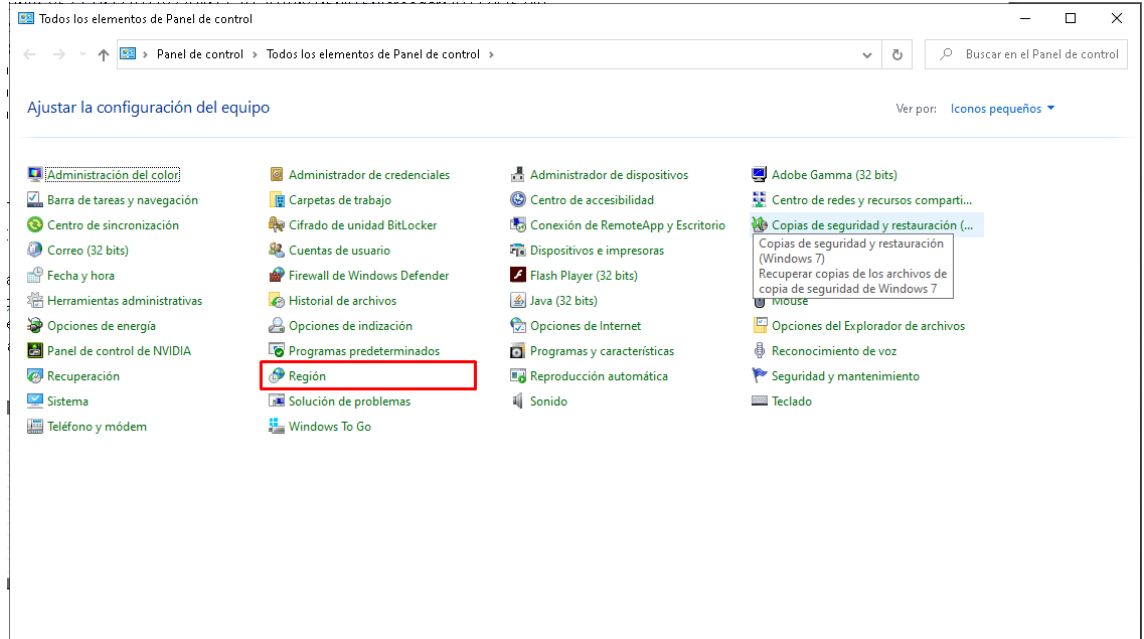 Todos los elementos de Panel de control
Panel de control > Todos los elementos de Panel de control >
Buscar en el Panel de control
Ajustar la configuración del equipo
Ver por: Iconos pequeños
Administración del color
Administrador de credenciales
Administrador de dispositivos
Adobe Gamma (32 bits)
Barra de tareas y navegación
Carpetas de trabajo
Centro de accesibilidad
Centro de redes y recursos comparti...
Centro de sincronización
Cifrado de unidad BitLocker
Conexión de RemoteApp y Escritorio
Copias de seguridad y restauración (...
Correo (32 bits)
Cuentas de usuario
Dispositivos e impresoras
Copias de seguridad y restauración
(Windows 7)
Recuperar copias de los archivos de
copia de seguridad de Windows 7
Fecha y hora
Firewall de Windows Defender
Flash Player (32 bits)
Herramientas administrativas
Historial de archivos
Java (32 bits)
Mouse
Opciones de energía
Opciones de indización
Opciones de Internet
Opciones del Explorador de archivos
Panel de control de NVIDIA
Programas predeterminados
Programas y características
Reconocimiento de voz
Recuperación
Región
Reproducción automática
Seguridad y mantenimiento
Sistema
Solución de problemas
Sonido
Teclado
Teléfono y módem
Windows To Go